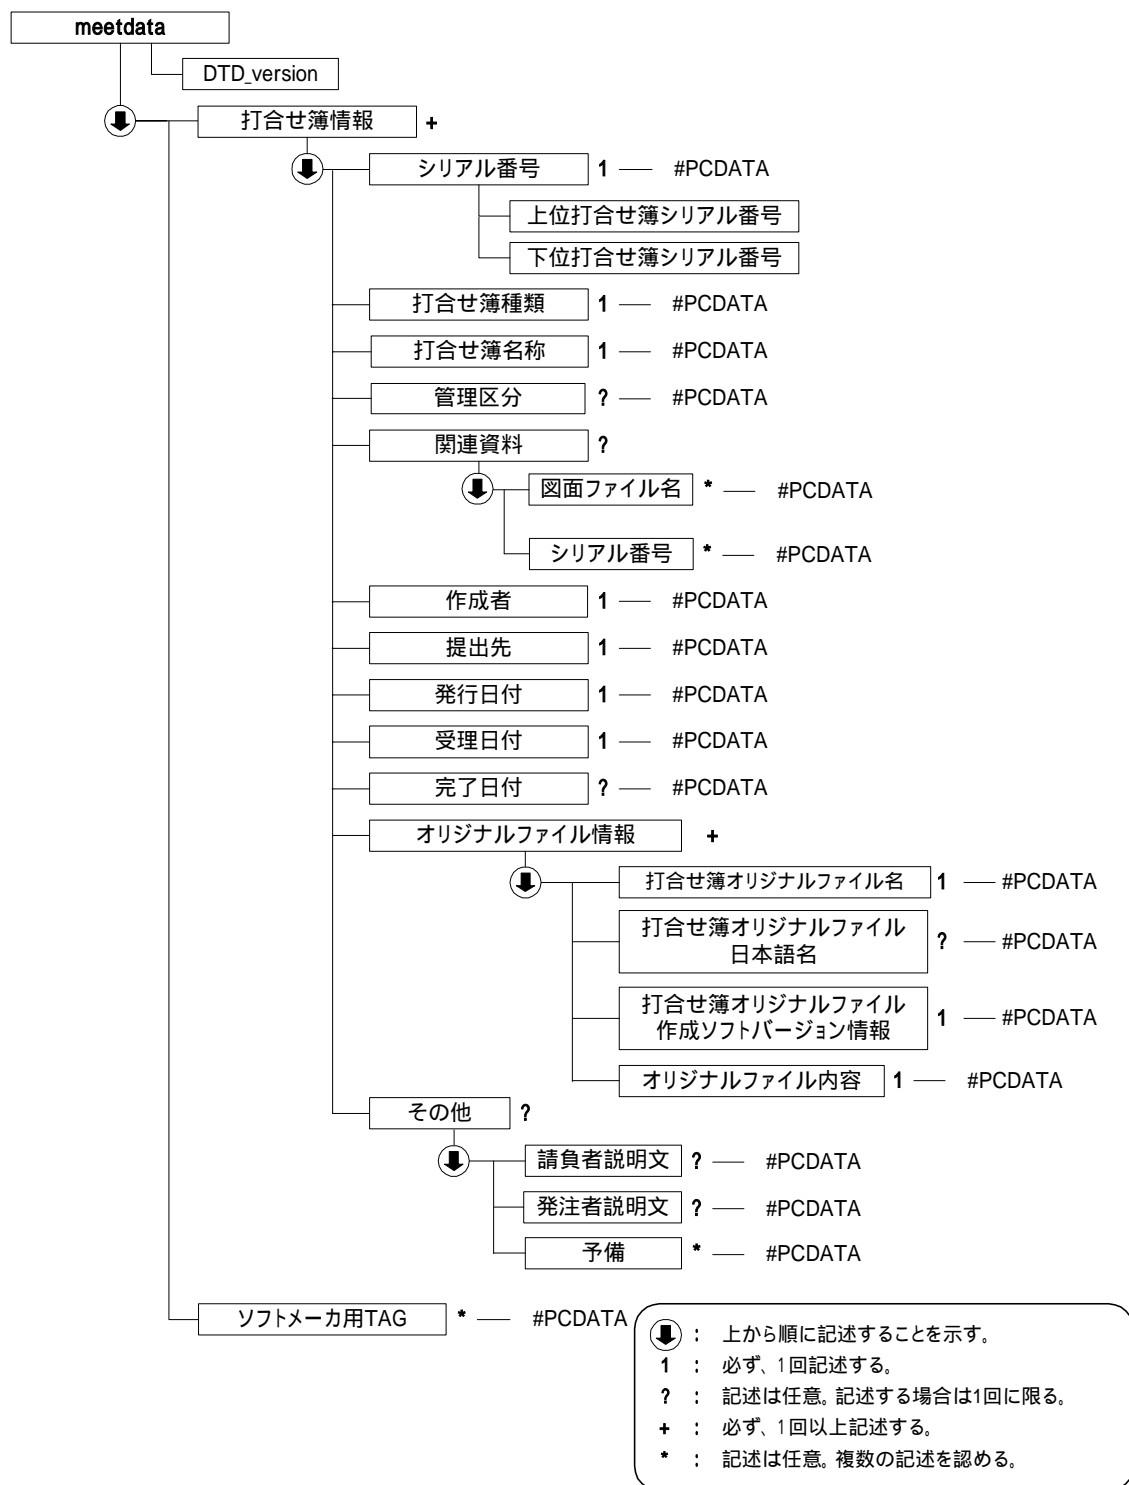 meetdata
DTD_version
打合せ簿情報 +
シリアル番号 1 #PCDATA
上位打合せ簿シリアル番号
下位打合せ簿シリアル番号
打合せ簿種類 1 #PCDATA
打合せ簿名称 1 #PCDATA
管理区分 ? #PCDATA
関連資料 ?
図面ファイル名 * #PCDATA
シリアル番号 * #PCDATA
作成者 1 #PCDATA
提出先 1 #PCDATA
発行日付 1 #PCDATA
受理日付 1 #PCDATA
完了日付 ? #PCDATA
オリジナルファイル情報 +
打合せ簿オリジナルファイル名 1 #PCDATA
打合せ簿オリジナルファイル
日本語名 ? #PCDATA
打合せ簿オリジナルファイル
作成ソフトバージョン情報 1 #PCDATA
オリジナルファイル内容 1 #PCDATA
その他 ?
請負者説明文 ? #PCDATA
発注者説明文 ? #PCDATA
予備 * #PCDATA
ソフトメーカ用TAG * #PCDATA
: 上から順に記述することを示す。
1 : 必ず、1回記述する。
? : 記述は任意。記述する場合は1回に限る。
+ : 必ず、1回以上記述する。
* : 記述は任意。複数の記述を認める。